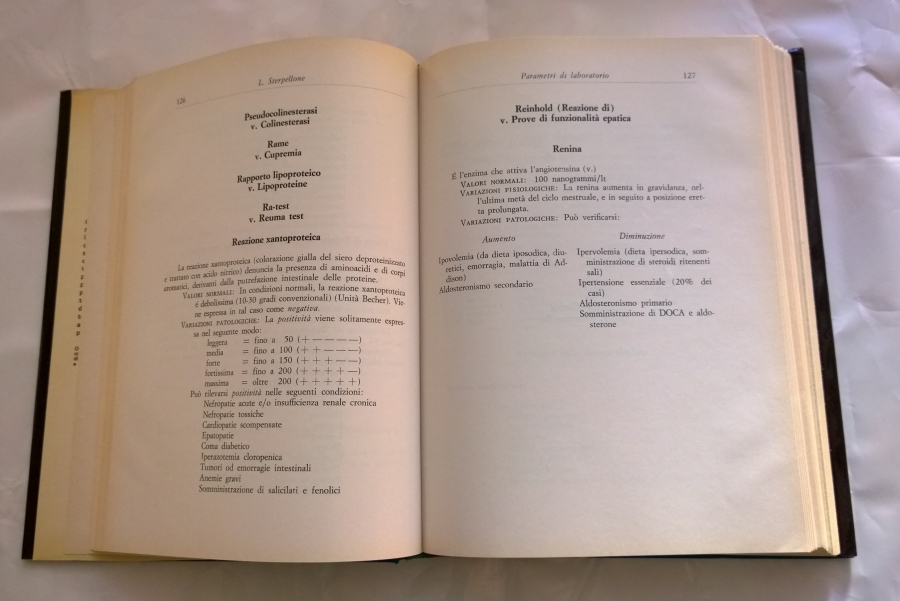 126
L. Sterpellone
Pseudocolinesterasi
v. Colinesterasi
Rame
v. Cupremia
Rapporto lipoproteico
v. Lipoproteine
Ra-test
v. Reuma test
Reazione xantoproteica
La reazione xantoproteica (colorazione gialla del siero deproteinizzato
e trattato con acido nitrico) denuncia la presenza di aminoacidi e di corpi
aromatici, derivanti dalla putrefazione intestinale delle proteine.
VALORI NORMALI: In condizioni normali, la reazione xantoproteica
è debolissima (10-30 gradi convenzionali) (Unità Becher). Vie-
ne espressa in tal caso come negativa.
VARIAZIONI PATOLOGICHE: La positività viene solitamente espres-
sa nel seguente modo:
leggera = fino a 50 (+ — — — —)
media = fino a 100 (+ + — — —)
forte = fino a 150 (+ + + — —)
fortissima = fino a 200 (+ + + + —)
massima = oltre 200 (+ + + + +)
Può rilevarsi positività nelle seguenti condizioni:
Nefropatie acute e/o insufficienza renale cronica
Nefropatie tossiche
Cardiopatie scompensate
Epatopatie
Coma diabetico
Iperazotemia cloropenica
Tumori od emorragie intestinali
Anemie gravi
Somministrazione di salicilati e fenolici
Parametri di laboratorio
127
Reinhold (Reazione di)
v. Prove di funzionalità epatica
Renina
È l'enzima che attiva l'angiotensina (v.)
VALORI NORMALI: 100 nanogrammi/lt
VARIAZIONI FISIOLOGICHE: La renina aumenta in gravidanza, nel-
l'ultima metà del ciclo mestruale, e in seguito a posizione eret-
ta prolungata.
VARIAZIONI PATOLOGICHE: Può verificarsi:
Aumento
Ipovolemia (da dieta iposodica, diu-
retici, emorragia, malattia di Ad-
dison)
Aldosteronismo secondario
Diminuzione
Ipervolemia (dieta ipersodica, som-
ministrazione di steroidi ritenenti
sali)
Ipertensione essenziale (20% dei
casi)
Aldosteronismo primario
Somministrazione di DOCA e aldo-
sterone